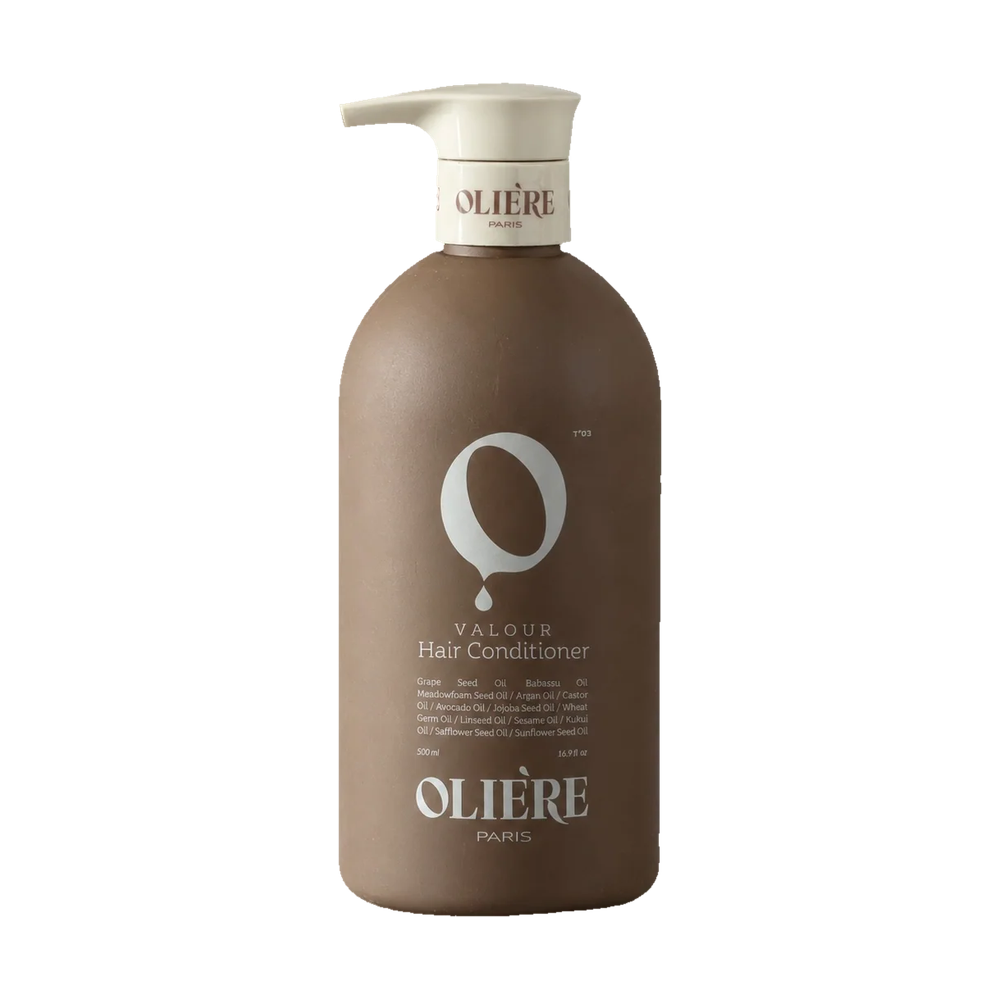 OLIÈRE
PARIS
T°03
VALOUR
Hair Conditioner
Grape Seed Oil Babassu Oil
Meadowfoam Seed Oil / Argan Oil / Castor
Oil / Avocado Oil / Jojoba Seed Oil / Wheat
Germ Oil / Linseed Oil / Sesame Oil / Kukui
Oil / Safflower Seed Oil / Sunflower Seed Oil
500 ml 16.9 fl oz
OLIÈRE
PARIS